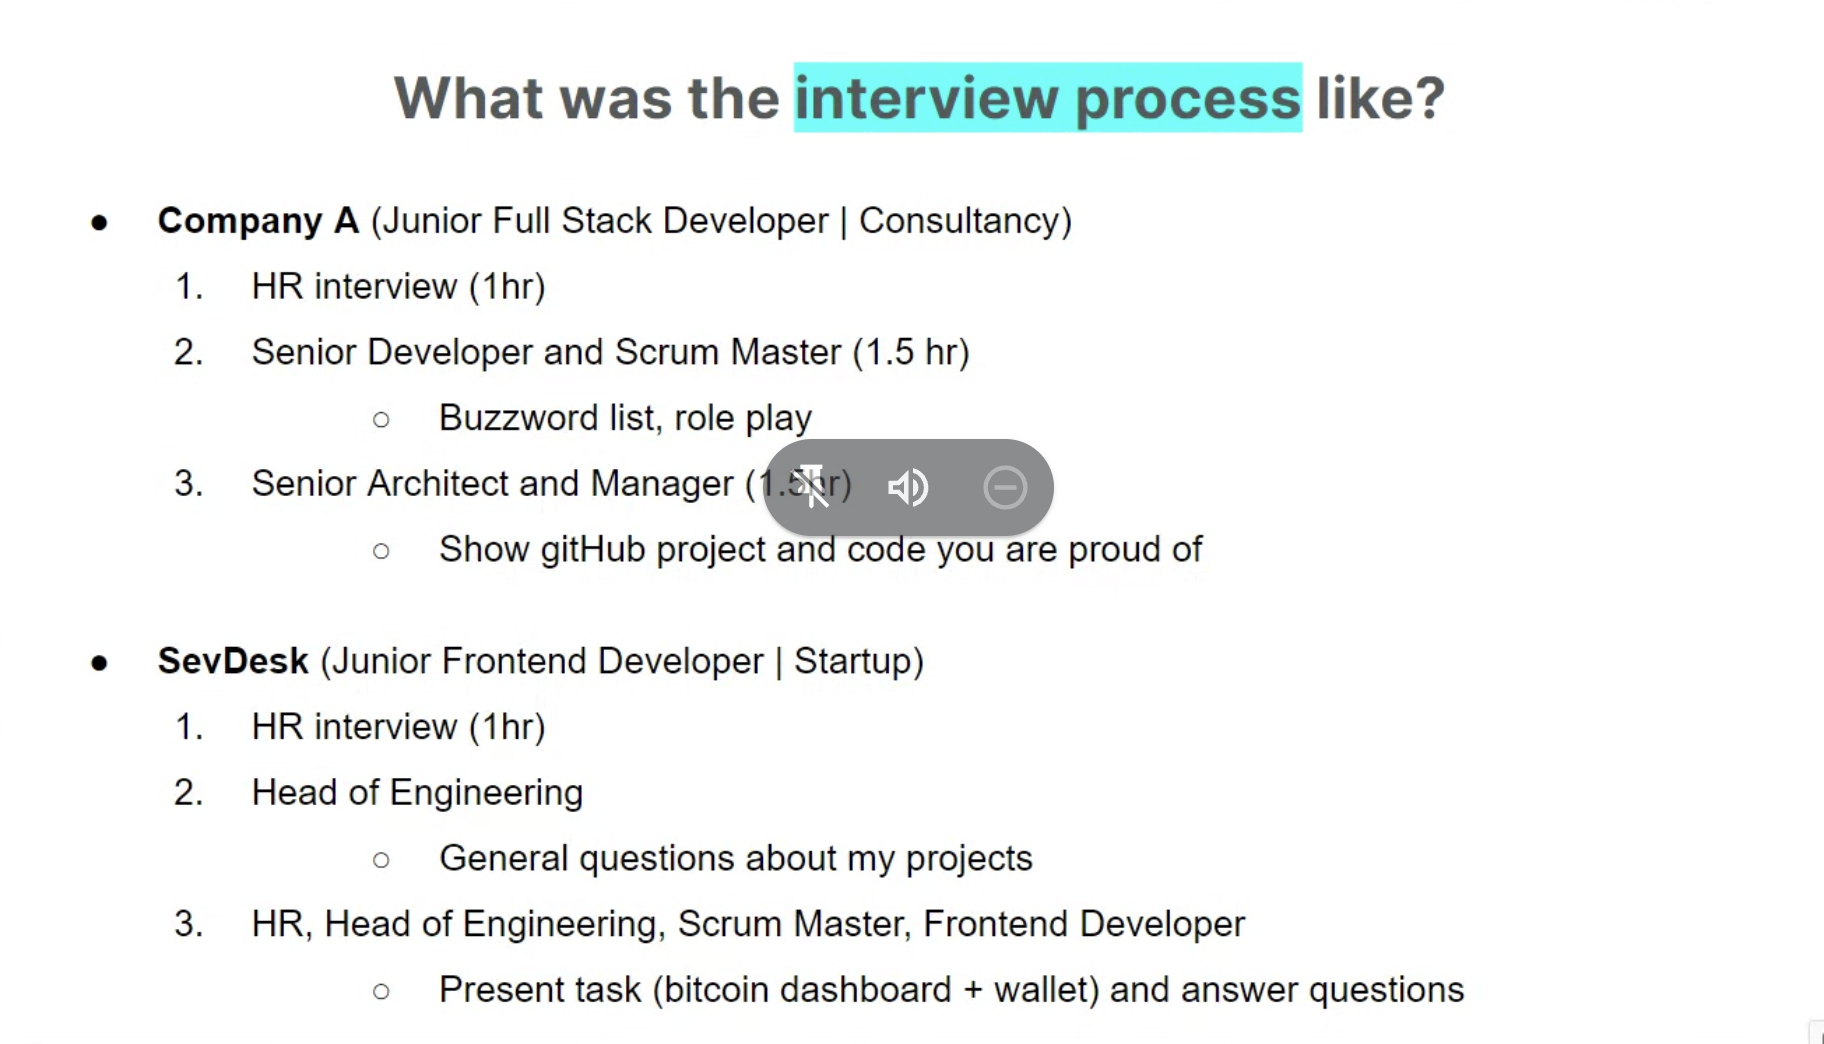 What was the interview process like?
● Company A (Junior Full Stack Developer | Consultancy)
1. HR interview (1hr)
2. Senior Developer and Scrum Master (1.5 hr)
○ Buzzword list, role play
3. Senior Architect and Manager (1.5hr)
○ Show gitHub project and code you are proud of
● SevDesk (Junior Frontend Developer | Startup)
1. HR interview (1hr)
2. Head of Engineering
○ General questions about my projects
3. HR, Head of Engineering, Scrum Master, Frontend Developer
○ Present task (bitcoin dashboard + wallet) and answer questions